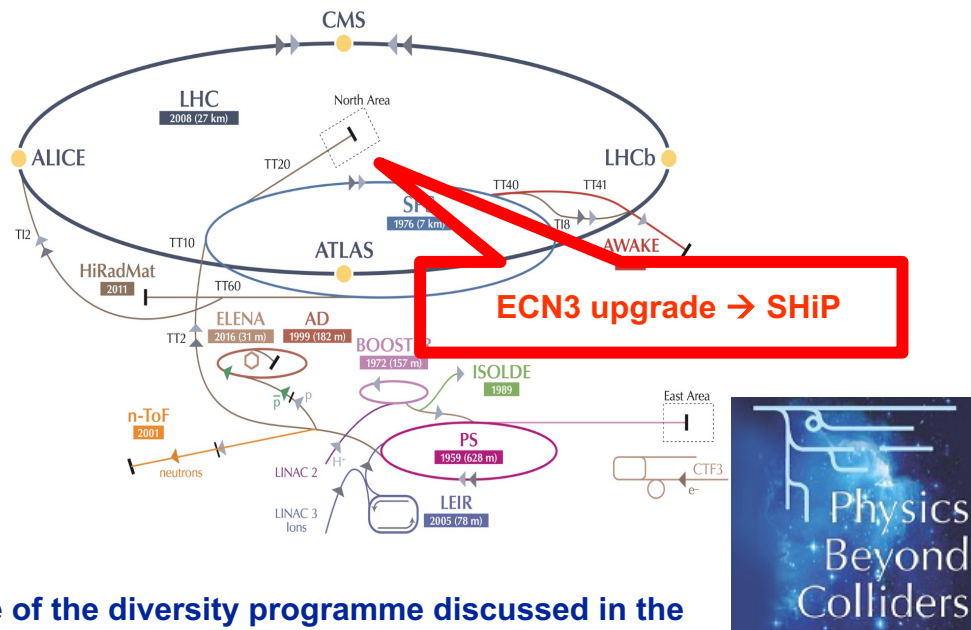 CMS
LHC
2008 (27 km)
North Area
ALICE
LHCb
TT20
TT40
TT41
SPS
1976 (7 km)
TI8
TI2
TT10
ATLAS
AWAKE
HiRadMat
2011
TT60
ECN3 upgrade → SHiP
ELENA
2016 (31 m)
AD
1999 (182 m)
TT2
BOOSTER
1972 (157 m)
ISOLDE
1989
p̅
p
East Area
n-ToF
2001
neutrons
PS
1959 (628 m)
LINAC 2
H⁺
CTF3
e⁻
LINAC 3
Ions
LEIR
2005 (78 m)
Physics
Beyond
Colliders
of the diversity programme discussed in the